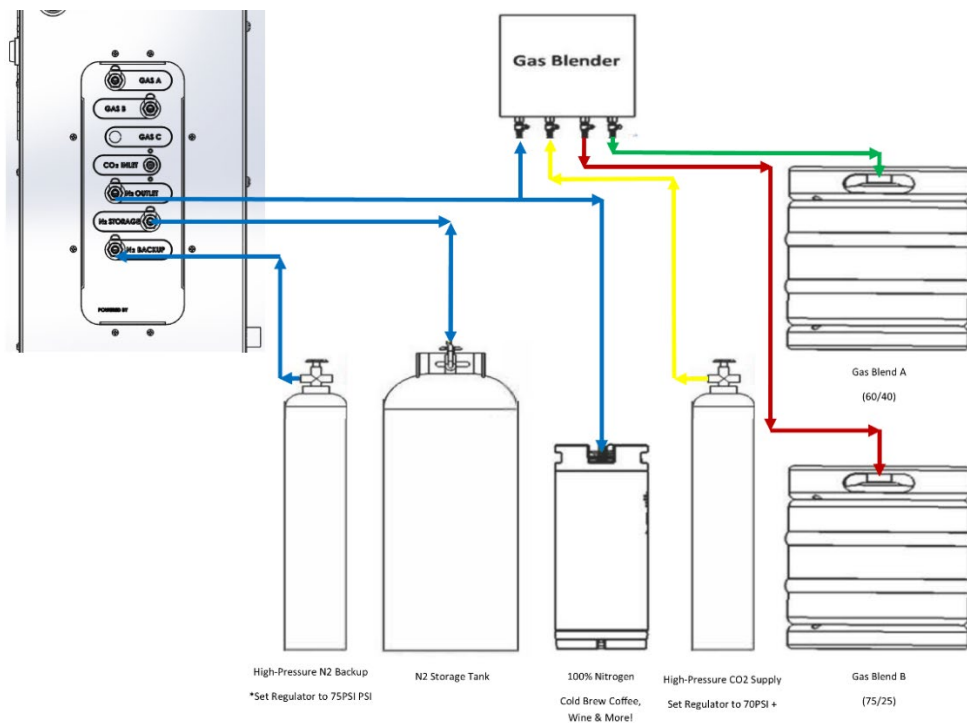 GAS A
GAS B
GAS C
CO₂ INLET
N₂ OUTLET
N₂ STORAGE
N₂ BACKUP
POWERED BY
Gas Blender
Gas Blend A
(60/40)
High-Pressure N2 Backup
*Set Regulator to 75PSI PSI
N2 Storage Tank
100% Nitrogen
Cold Brew Coffee,
Wine & More!
High-Pressure CO2 Supply
Set Regulator to 70PSI +
Gas Blend B
(75/25)